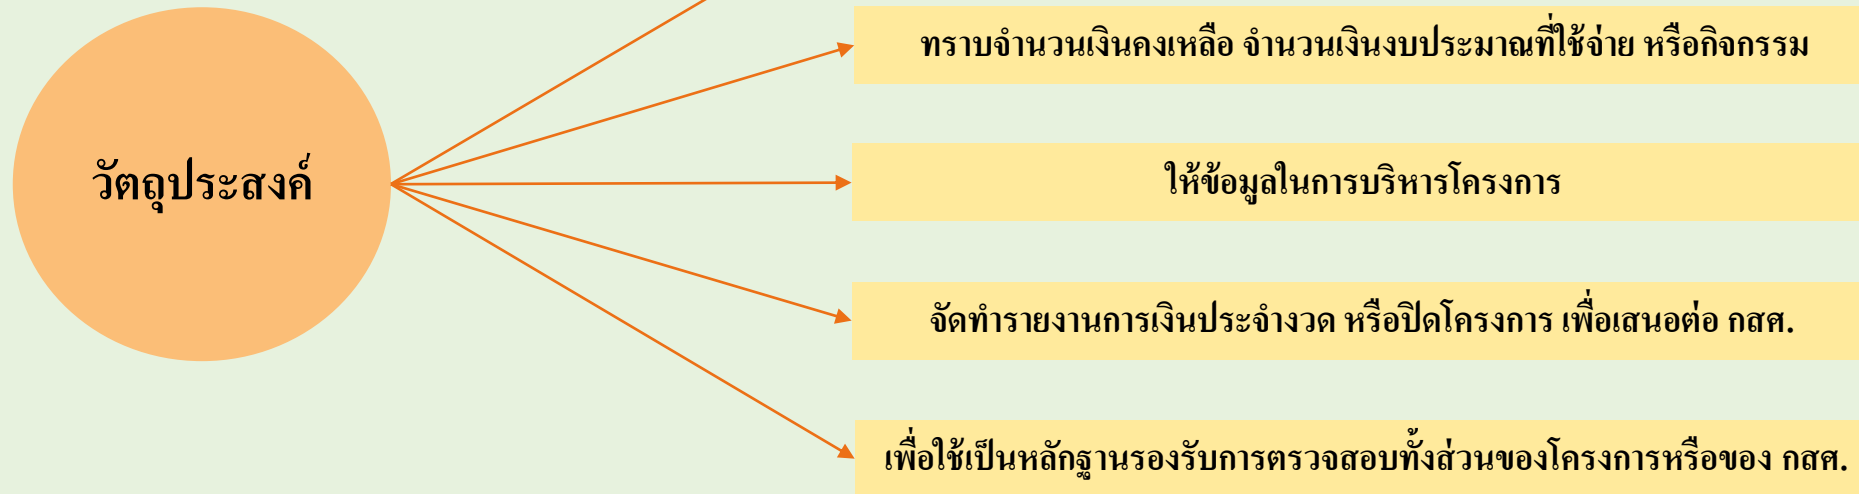 ทราบจำนวนเงินคงเหลือ จำนวนเงินงบประมาณที่ใช้จ่าย หรือกิจกรรม
วัตถุประสงค์
ให้ข้อมูลในการบริหารโครงการ
จัดทำรายงานการเงินประจำงวด หรือปิดโครงการ เพื่อเสนอต่อ กสศ.
เพื่อใช้เป็นหลักฐานรองรับการตรวจสอบทั้งส่วนของโครงการหรือของ กสศ.